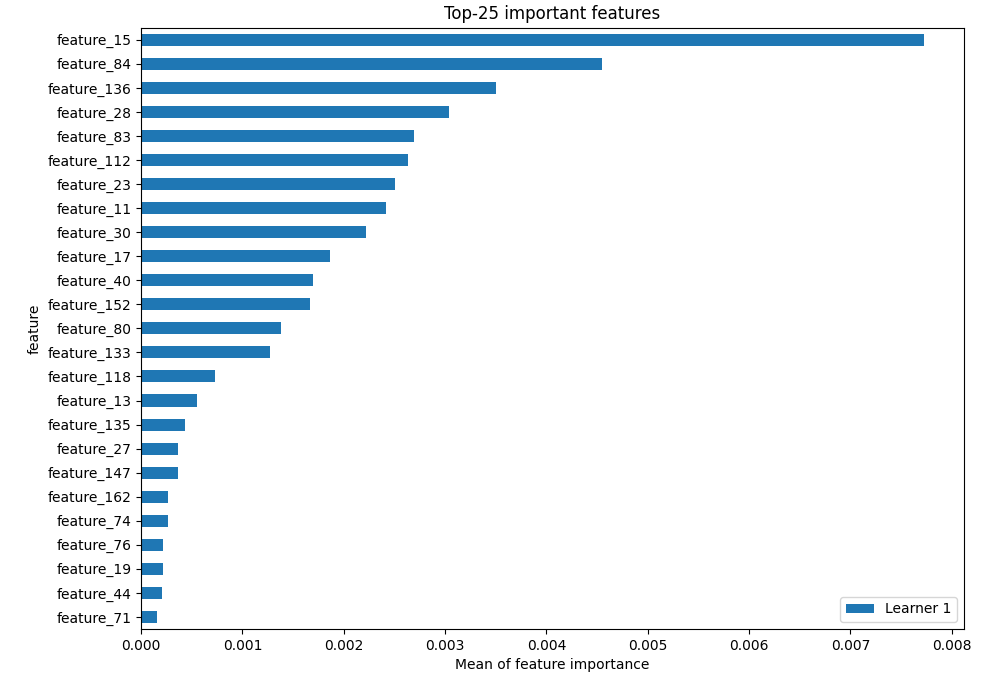 Top-25 important features
feature_15
feature_84
feature_136
feature_28
feature_83
feature_112
feature_23
feature_11
feature_30
feature_17
feature_40
feature_152
feature_80
feature_133
feature_118
feature_13
feature_135
feature_27
feature_147
feature_162
feature_74
feature_76
feature_19
feature_44
feature_71
feature
Learner 1
0.000 0.001 0.002 0.003 0.004 0.005 0.006 0.007 0.008
Mean of feature importance